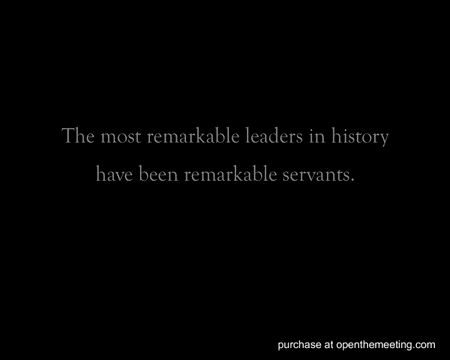 The most remarkable leaders in history
have been remarkable servants.
purchase at openthemeeting.com